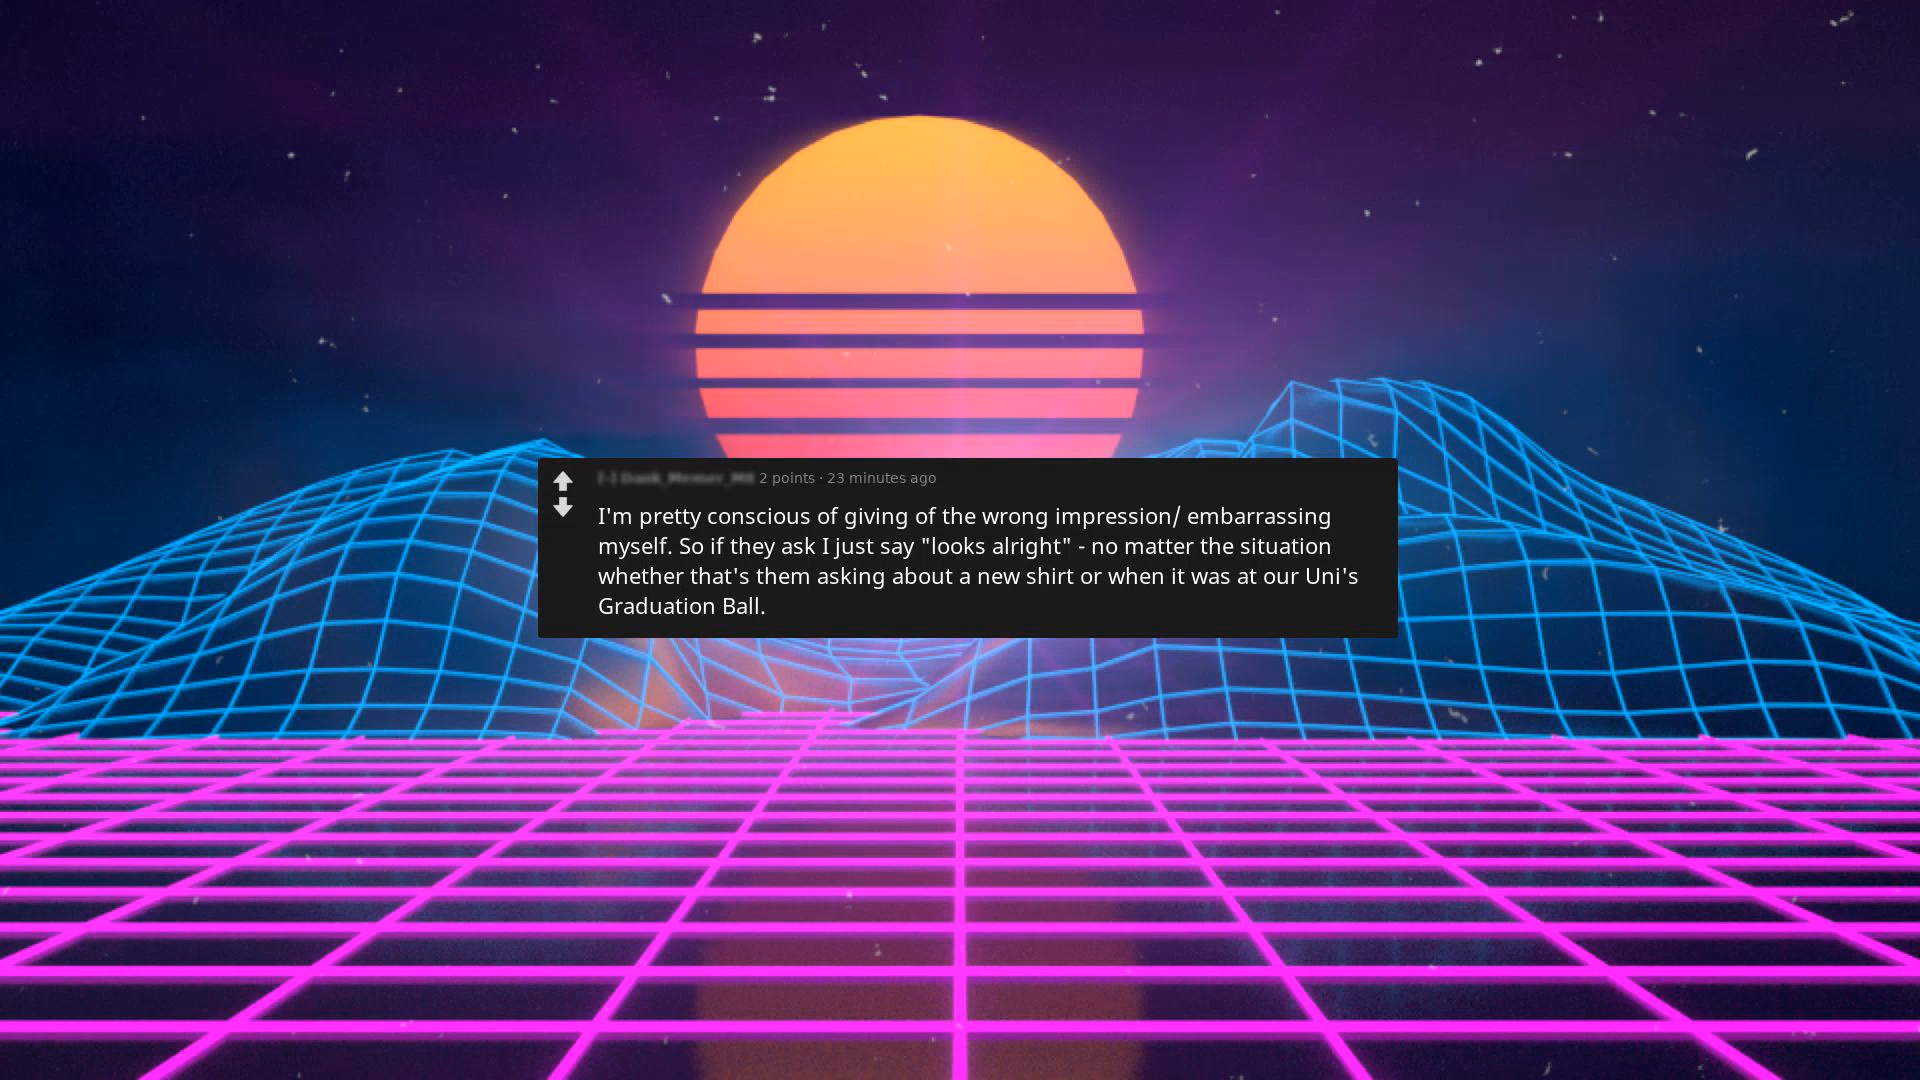 2 points · 23 minutes ago
I'm pretty conscious of giving of the wrong impression/ embarrassing
myself. So if they ask I just say "looks alright" - no matter the situation
whether that's them asking about a new shirt or when it was at our Uni's
Graduation Ball.